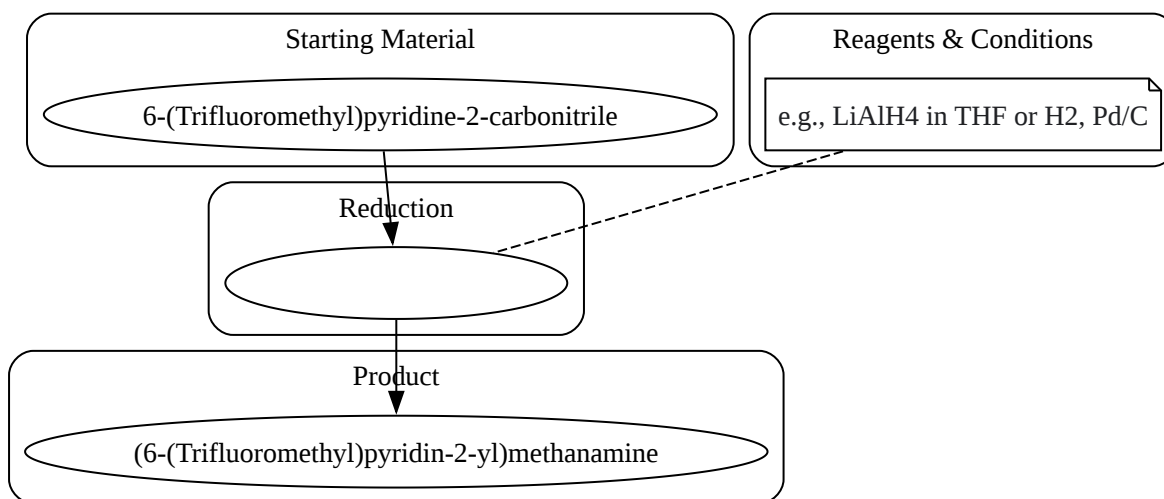 Starting Material
Reagents & Conditions
6-(Trifluoromethyl)pyridine-2-carbonitrile
e.g., LiAlH4 in THF or H2, Pd/C
Reduction
Product
(6-(Trifluoromethyl)pyridin-2-yl)methanamine